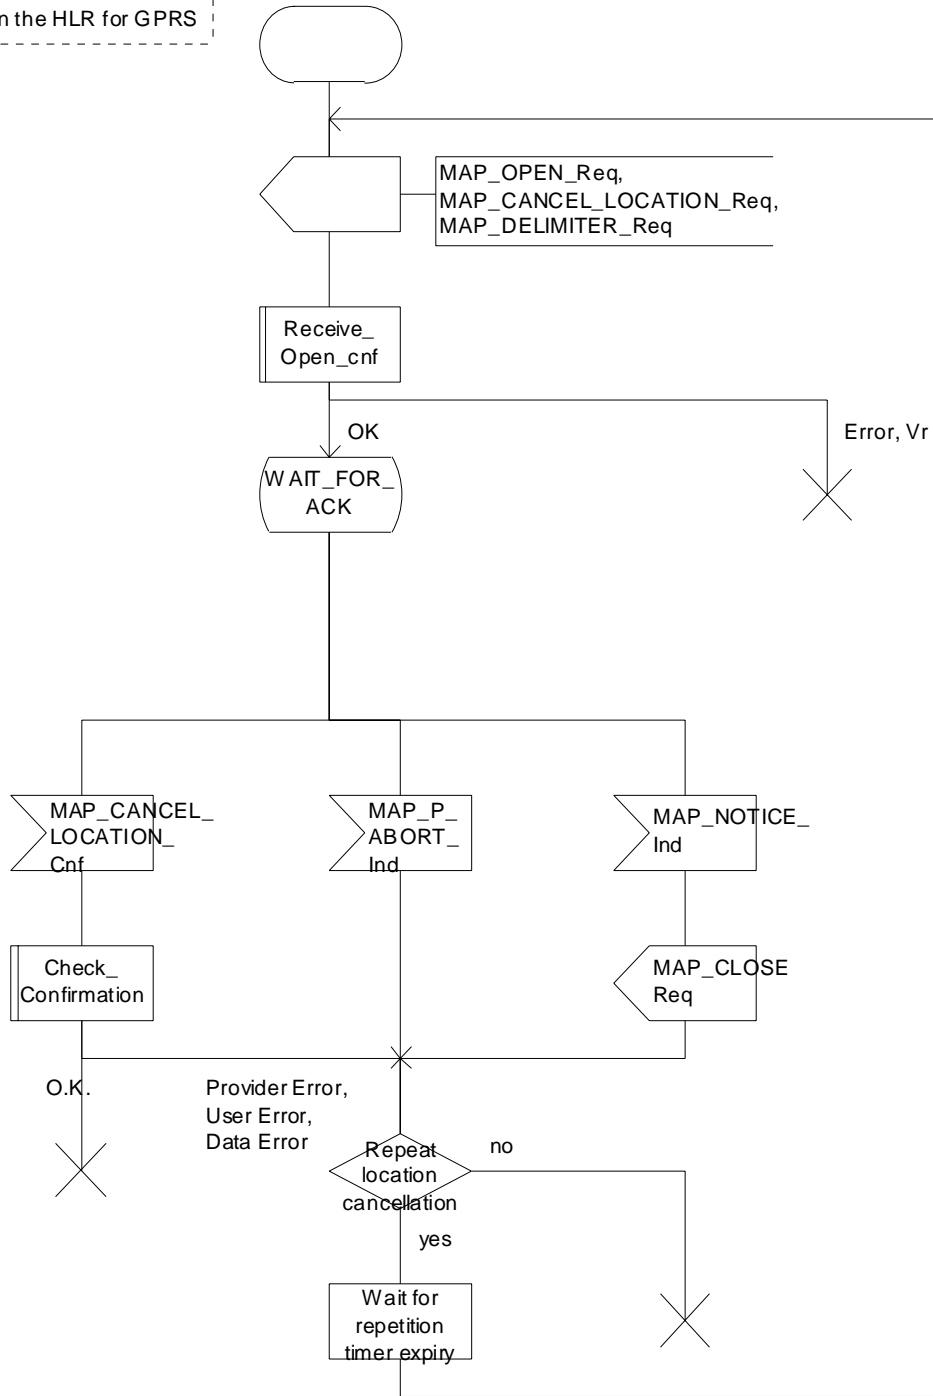 n the HLR for GPRS
MAP_OPEN_Req,
MAP_CANCEL_LOCATION_Req,
MAP_DELIMITER_Req
Receive_
Open_cnf
OK
Error, Vr
WAIT_FOR_
ACK
MAP_CANCEL_
LOCATION_
Cnf
MAP_P_
ABORT_
Ind
MAP_NOTICE_
Ind
Check_
Confirmation
MAP_CLOSE
Req
O.K.
Provider Error,
User Error,
Data Error
Repeat
location
cancellation
no
yes
Wait for
repetition
timer expiry